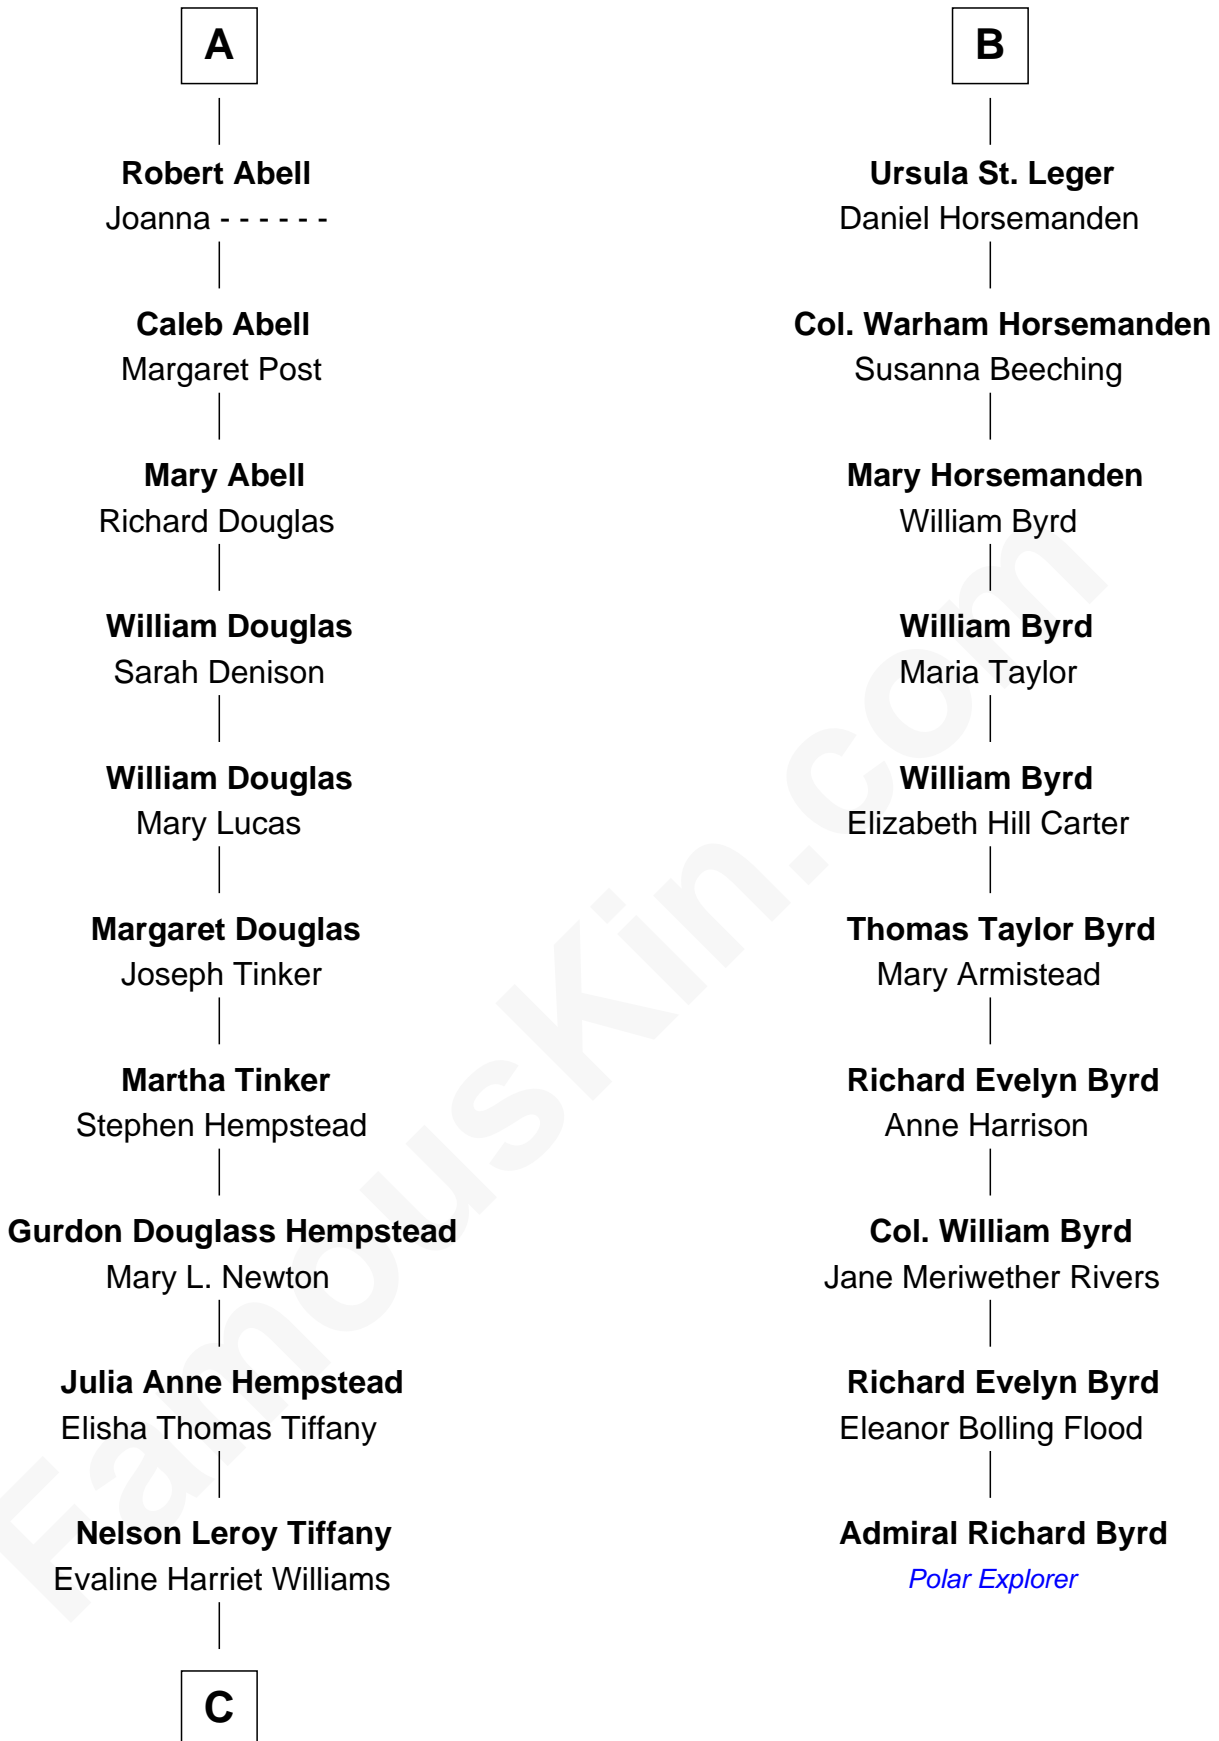 A
Robert Abell
Joanna - - - - - -
Caleb Abell
Margaret Post
Mary Abell
Richard Douglas
William Douglas
Sarah Denison
William Douglas
Mary Lucas
Margaret Douglas
Joseph Tinker
Martha Tinker
Stephen Hempstead
Gurdon Douglass Hempstead
Mary L. Newton
Julia Anne Hempstead
Elisha Thomas Tiffany
Nelson Leroy Tiffany
Evaline Harriet Williams
C
B
Ursula St. Leger
Daniel Horsemanden
Col. Warham Horsemanden
Susanna Beeching
Mary Horsemanden
William Byrd
William Byrd
Maria Taylor
William Byrd
Elizabeth Hill Carter
Thomas Taylor Byrd
Mary Armistead
Richard Evelyn Byrd
Anne Harrison
Col. William Byrd
Jane Meriwether Rivers
Richard Evelyn Byrd
Eleanor Bolling Flood
Admiral Richard Byrd
Polar Explorer
FamousKin.com